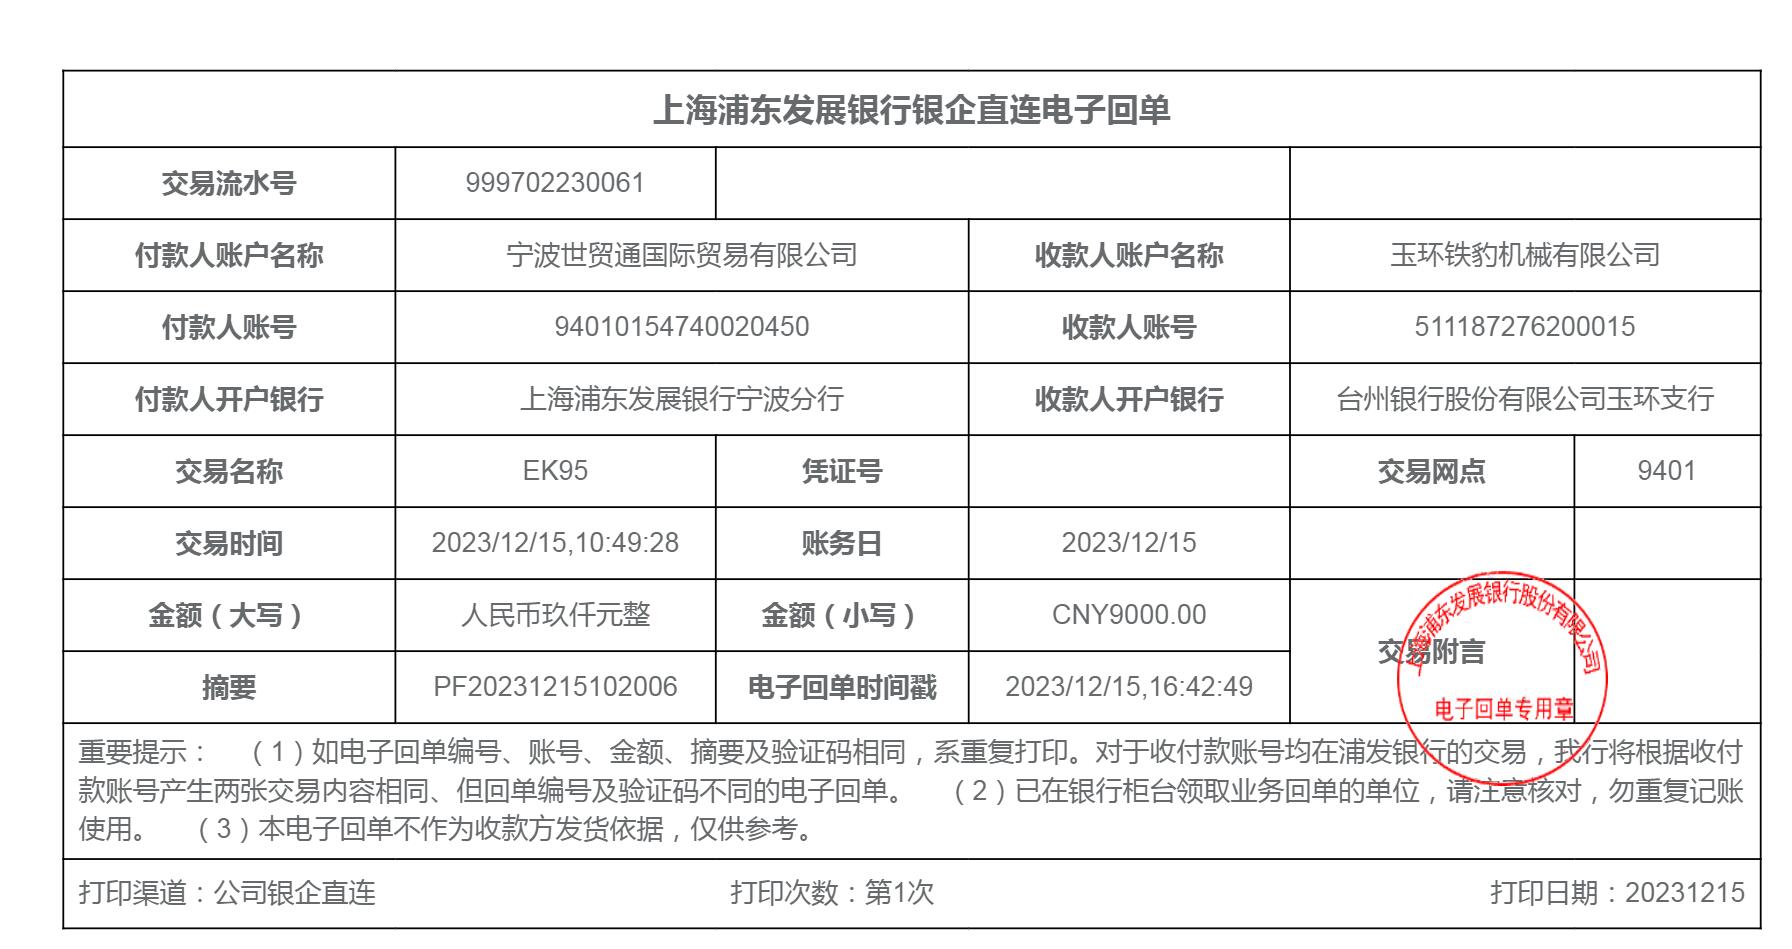 上海浦东发展银行银企直连电子回单
交易流水号 999702230061
付款人账户名称 宁波世贸通国际贸易有限公司 收款人账户名称 玉环铁豹机械有限公司
付款人账号 94010154740020450 收款人账号 511187276200015
付款人开户银行 上海浦东发展银行宁波分行 收款人开户银行 台州银行股份有限公司玉环支行
交易名称 EK95 凭证号 交易网点 9401
交易时间 2023/12/15,10:49:28 账务日 2023/12/15
金额（大写） 人民币玖仟元整 金额（小写） CNY9000.00
交易附言
摘要 PF20231215102006 电子回单时间戳 2023/12/15,16:42:49
上海浦东发展银行股份有限公司
电子回单专用章
重要提示： （1）如电子回单编号、账号、金额、摘要及验证码相同，系重复打印。对于收付款账号均在浦发银行的交易，我行将根据收付
款账号产生两张交易内容相同、但回单编号及验证码不同的电子回单。 （2）已在银行柜台领取业务回单的单位，请注意核对，勿重复记账
使用。 （3）本电子回单不作为收款方发货依据，仅供参考。
打印渠道：公司银企直连 打印次数：第1次 打印日期：20231215